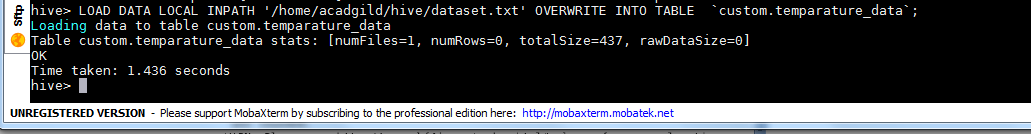 Sftp
hive> LOAD DATA LOCAL INPATH '/home/acadgild/hive/dataset.txt' OVERWRITE INTO TABLE  `custom.temparature_data`;
Loading data to table custom.temparature_data
Table custom.temparature_data stats: [numFiles=1, numRows=0, totalSize=437, rawDataSize=0]
OK
Time taken: 1.436 seconds
hive>
UNREGISTERED VERSION  -  Please support MobaXterm by subscribing to the professional edition here:  http://mobaxterm.mobatek.net